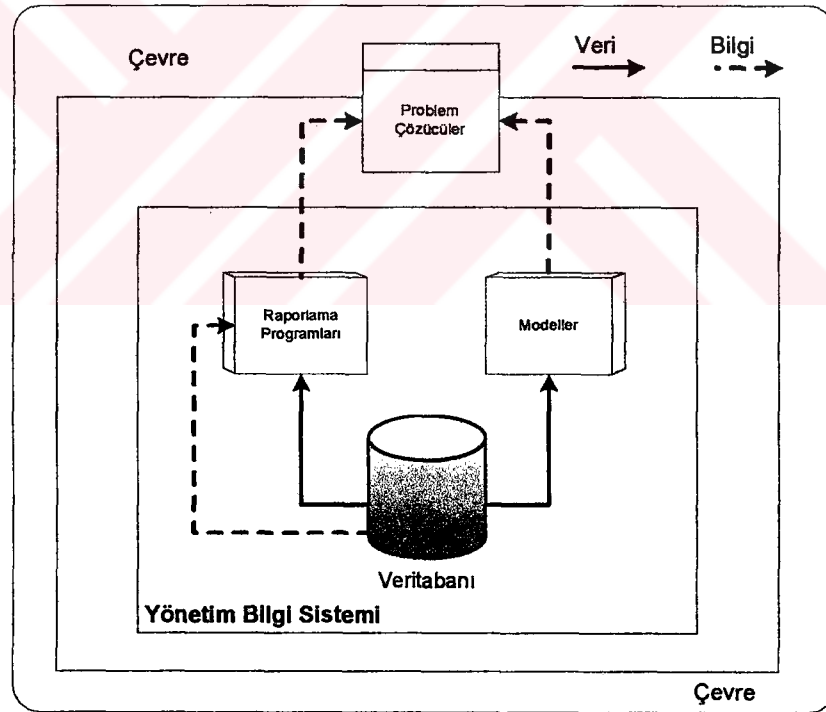 Çevre
Veri
Bilgi
Problem
Çözücüler
Raporlama
Programları
Modeller
Veritabanı
Yönetim Bilgi Sistemi
Çevre